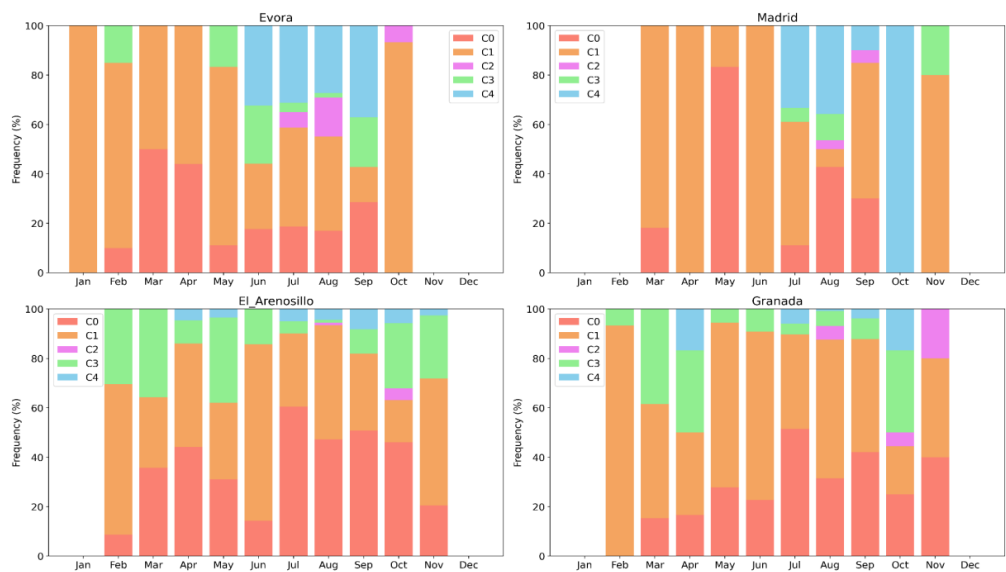 Evora
Frequency (%)
100
80
60
40
20
0
C0
C1
C2
C3
C4
Jan Feb Mar Apr May Jun Jul Aug Sep Oct Nov Dec
Madrid
Frequency (%)
100
80
60
40
20
0
C0
C1
C2
C3
C4
Jan Feb Mar Apr May Jun Jul Aug Sep Oct Nov Dec
El_Arenosillo
Frequency (%)
100
80
60
40
20
0
C0
C1
C2
C3
C4
Jan Feb Mar Apr May Jun Jul Aug Sep Oct Nov Dec
Granada
Frequency (%)
100
80
60
40
20
0
C0
C1
C2
C3
C4
Jan Feb Mar Apr May Jun Jul Aug Sep Oct Nov Dec